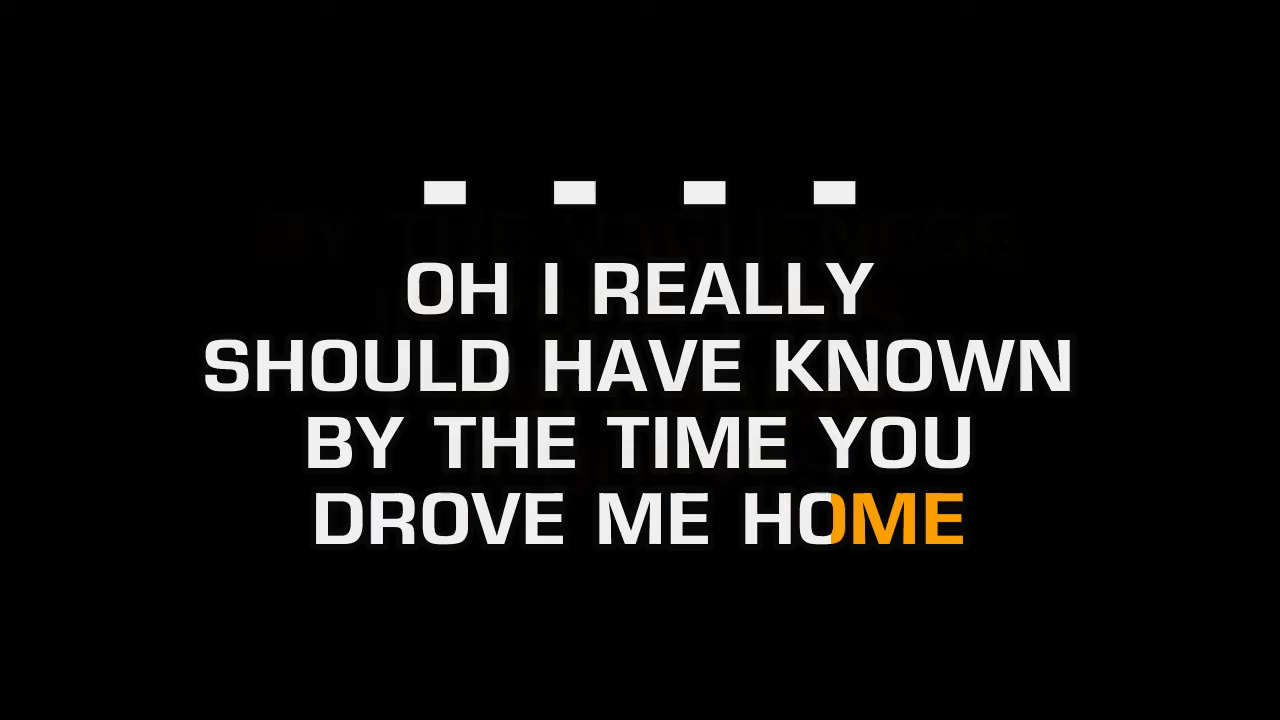 OH I REALLY
SHOULD HAVE KNOWN
BY THE TIME YOU
DROVE ME HOME